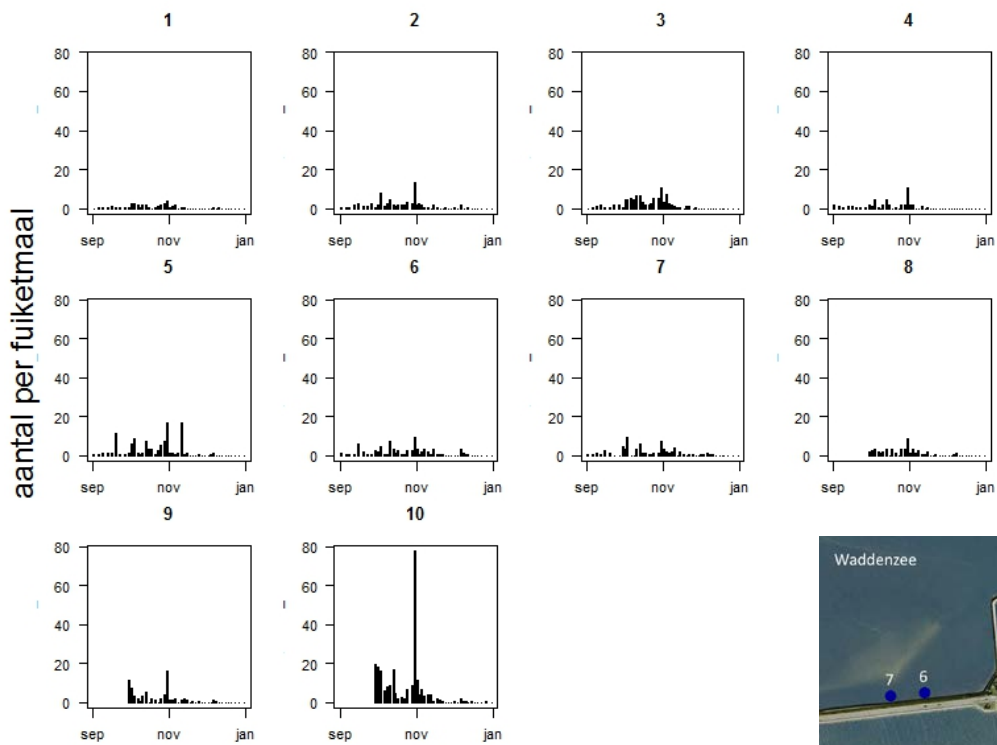 1 2 3 4
80 80 80 80
60 60 60 60
40 40 40 40
20 20 20 20
0 0 0 0
sep nov jan sep nov jan sep nov jan sep nov jan
aantal per fuiketmaal
5 6 7 8
80 80 80 80
60 60 60 60
40 40 40 40
20 20 20 20
0 0 0 0
sep nov jan sep nov jan sep nov jan sep nov jan
9 10
80 80
60 60
40 40
20 20
0 0
sep nov jan sep nov jan
Waddenzee
7 6